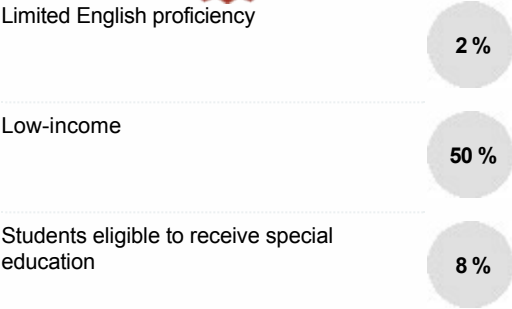 Limited English proficiency
2 %
Low-income
50 %
Students eligible to receive special
education
8 %